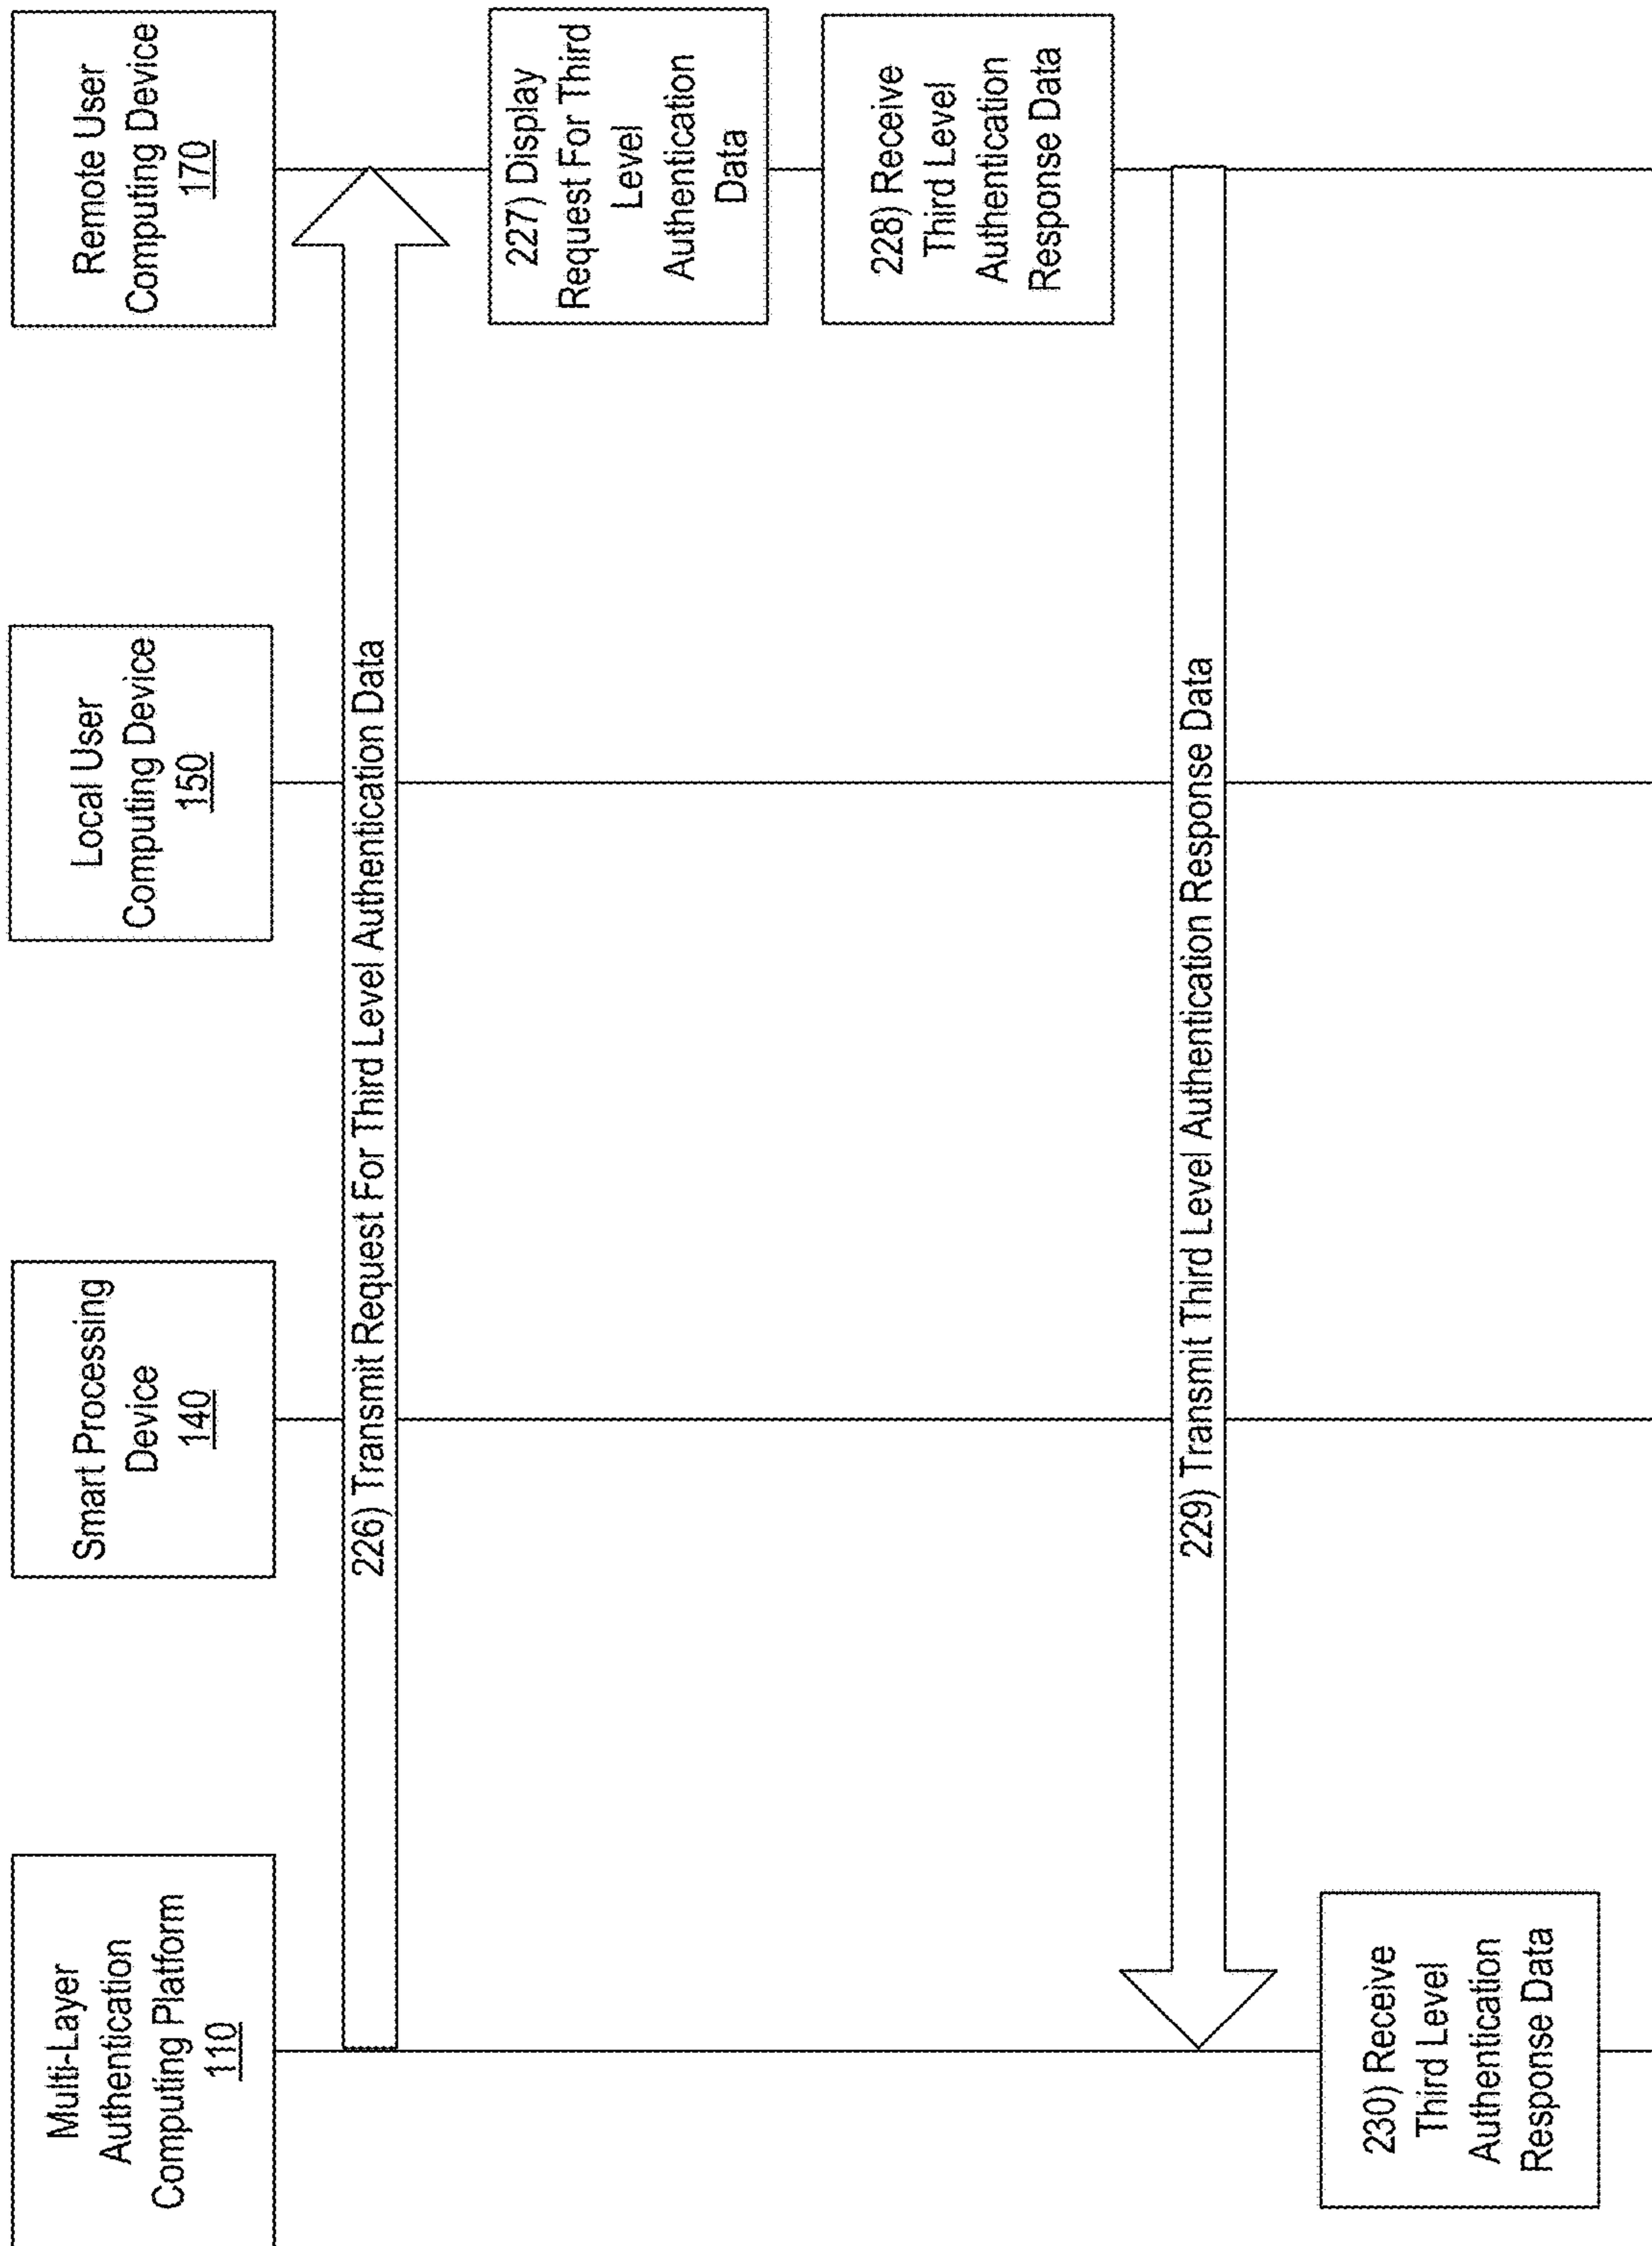 Multi-Layer
Authentication
Computing Platform
110
Smart Processing
Device
140
Local User
Computing Device
150
Remote User
Computing Device
170
226) Transmit Request For Third Level Authentication Data
227) Display
Request For Third
Level
Authentication
Data
228) Receive
Third Level
Authentication
Response Data
229) Transmit Third Level Authentication Response Data
230) Receive
Third Level
Authentication
Response Data